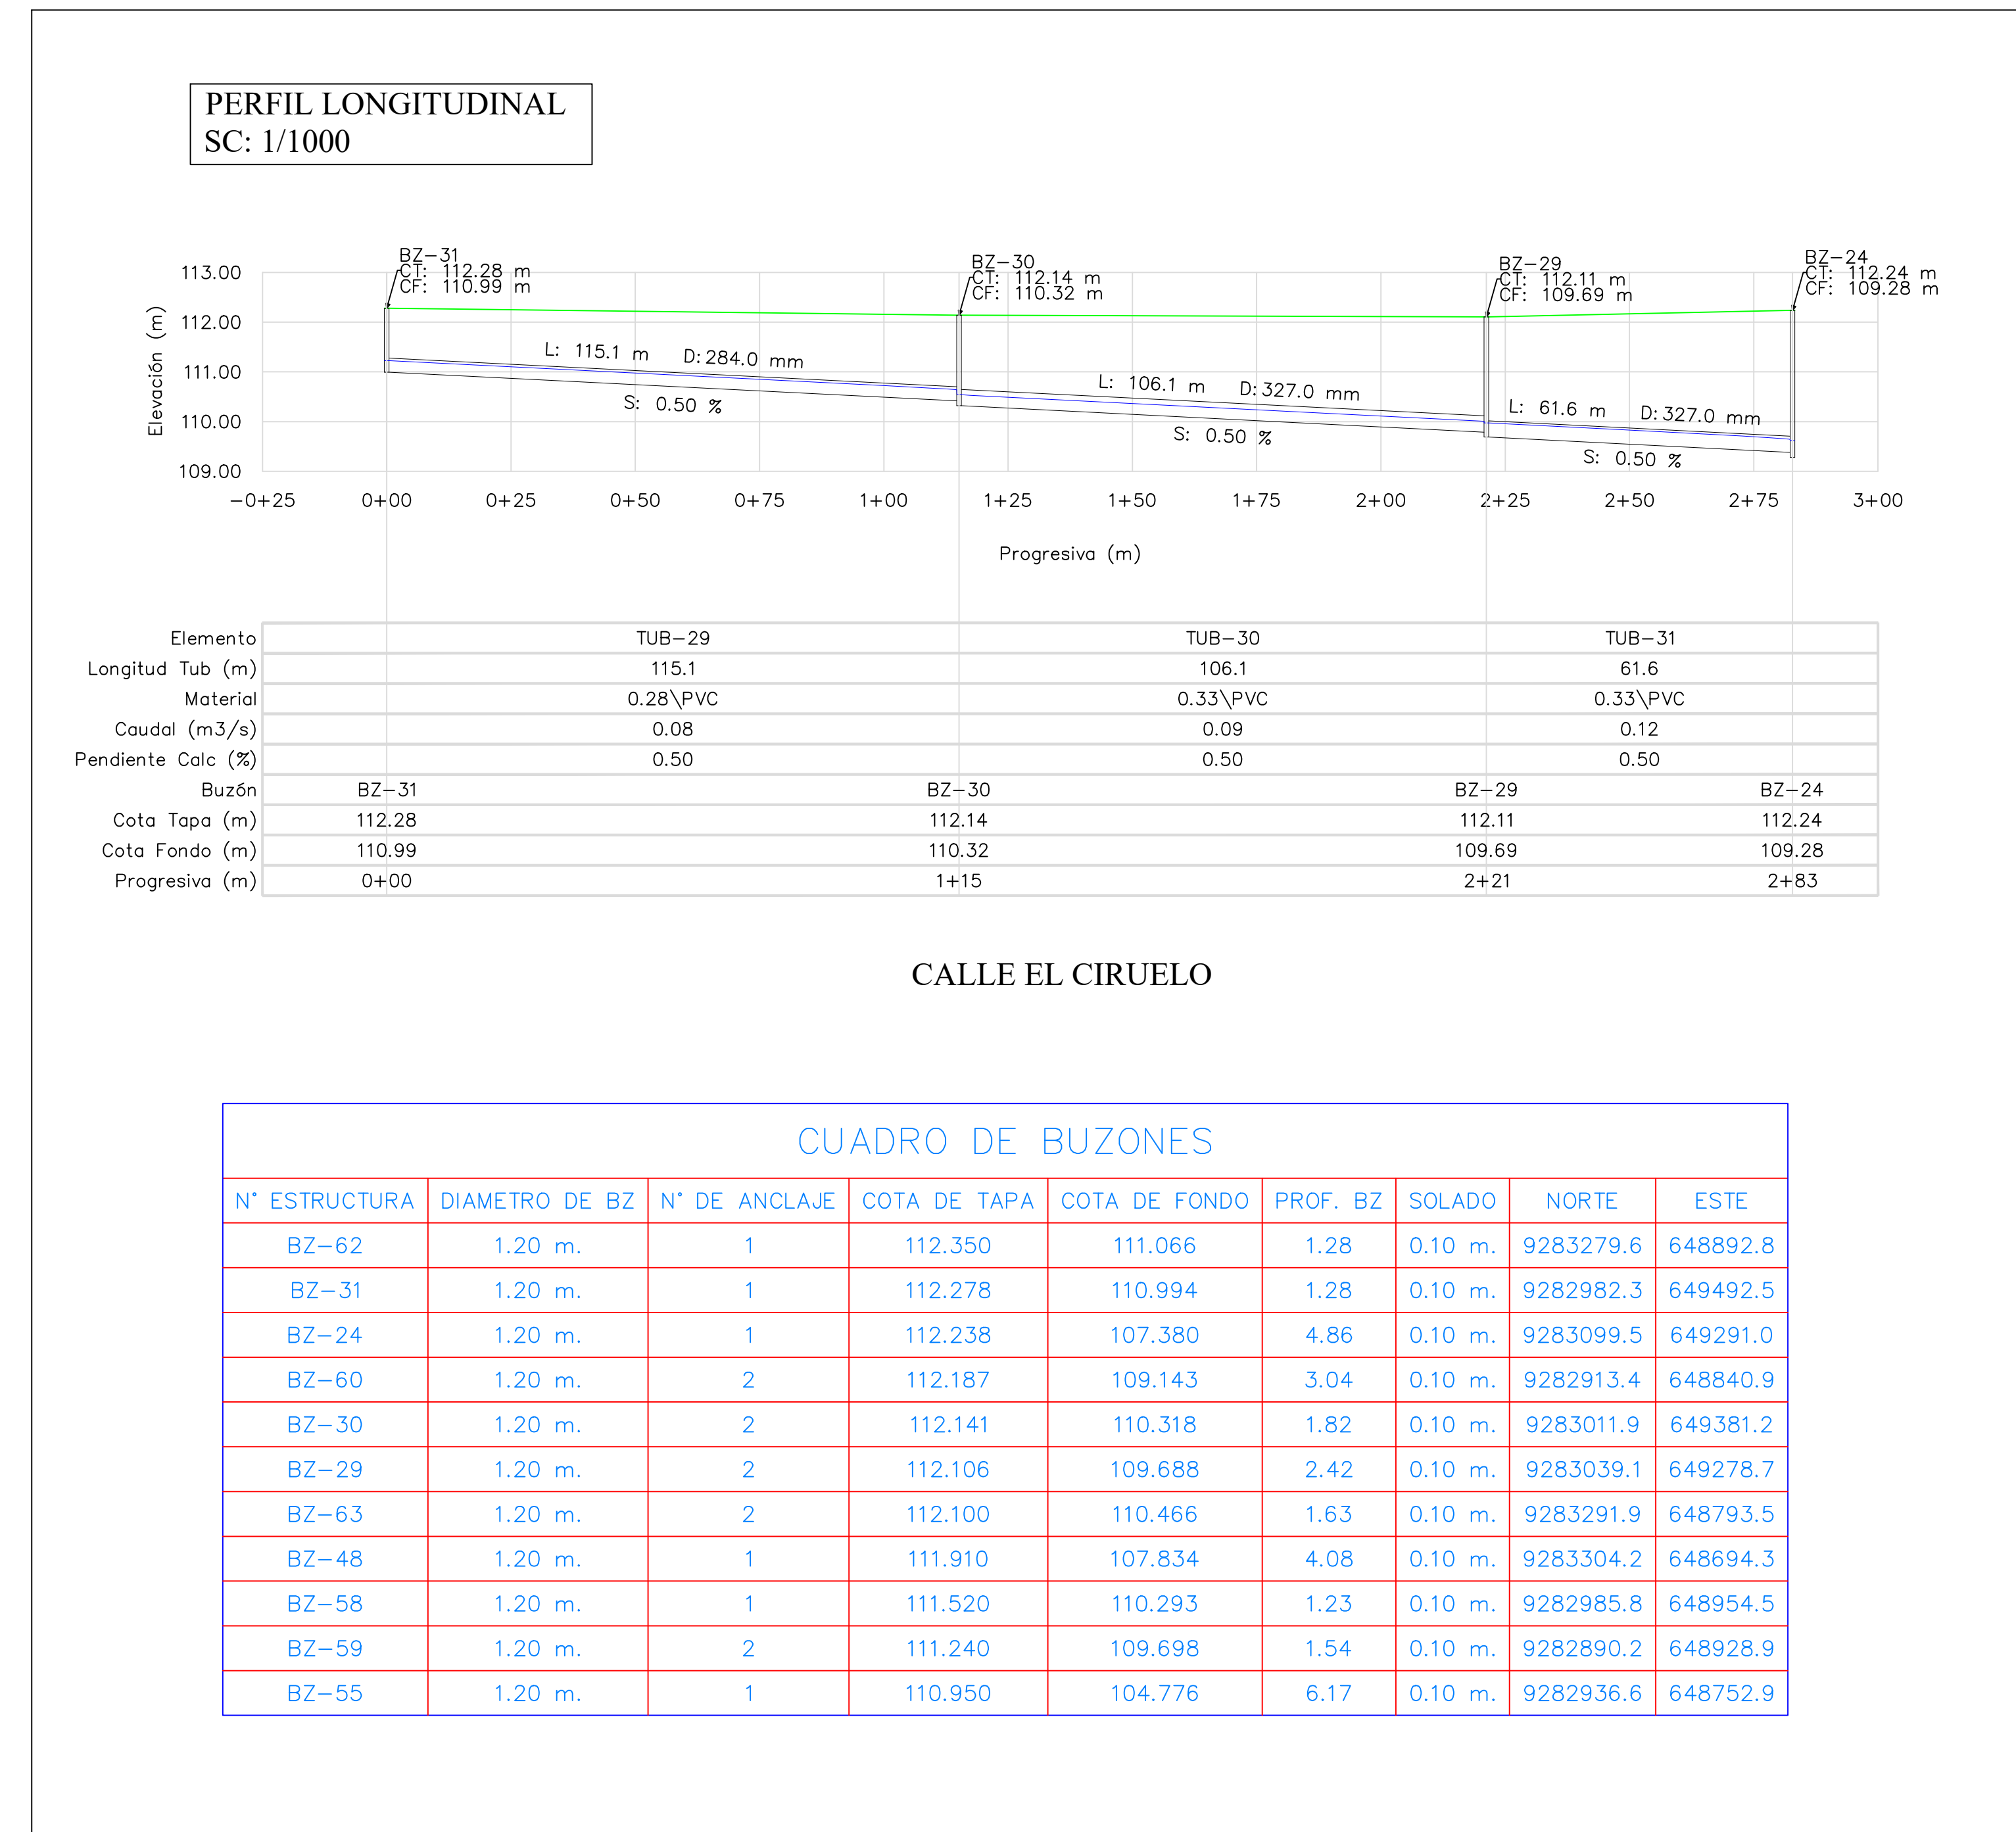 PERFIL LONGITUDINAL
SC: 1/1000
BZ-31
CT: 112.28 m
CF: 110.99 m
BZ-30
CT: 112.14 m
CF: 110.32 m
BZ-29
CT: 112.11 m
CF: 109.69 m
BZ-24
CT: 112.24 m
CF: 109.28 m
Elevación (m)
113.00
112.00
111.00
110.00
109.00
L: 115.1 m D: 284.0 mm
S: 0.50 %
L: 106.1 m D: 327.0 mm
S: 0.50 %
L: 61.6 m D: 327.0 mm
S: 0.50 %
-0+25 0+00 0+25 0+50 0+75 1+00 1+25 1+50 1+75 2+00 2+25 2+50 2+75 3+00
Progresiva (m)
Elemento TUB-29 TUB-30 TUB-31
Longitud Tub (m) 115.1 106.1 61.6
Material 0.28\PVC 0.33\PVC 0.33\PVC
Caudal (m3/s) 0.08 0.09 0.12
Pendiente Calc (%) 0.50 0.50 0.50
Buzón BZ-31 BZ-30 BZ-29 BZ-24
Cota Tapa (m) 112.28 112.14 112.11 112.24
Cota Fondo (m) 110.99 110.32 109.69 109.28
Progresiva (m) 0+00 1+15 2+21 2+83
CALLE EL CIRUELO
CUADRO DE BUZONES
N° ESTRUCTURA DIAMETRO DE BZ N° DE ANCLAJE COTA DE TAPA COTA DE FONDO PROF. BZ SOLADO NORTE ESTE
BZ-62 1.20 m. 1 112.350 111.066 1.28 0.10 m. 9283279.6 648892.8
BZ-31 1.20 m. 1 112.278 110.994 1.28 0.10 m. 9282982.3 649492.5
BZ-24 1.20 m. 1 112.238 107.380 4.86 0.10 m. 9283099.5 649291.0
BZ-60 1.20 m. 2 112.187 109.143 3.04 0.10 m. 9282913.4 648840.9
BZ-30 1.20 m. 2 112.141 110.318 1.82 0.10 m. 9283011.9 649381.2
BZ-29 1.20 m. 2 112.106 109.688 2.42 0.10 m. 9283039.1 649278.7
BZ-63 1.20 m. 2 112.100 110.466 1.63 0.10 m. 9283291.9 648793.5
BZ-48 1.20 m. 1 111.910 107.834 4.08 0.10 m. 9283304.2 648694.3
BZ-58 1.20 m. 1 111.520 110.293 1.23 0.10 m. 9282985.8 648954.5
BZ-59 1.20 m. 2 111.240 109.698 1.54 0.10 m. 9282890.2 648928.9
BZ-55 1.20 m. 1 110.950 104.776 6.17 0.10 m. 9282936.6 648752.9